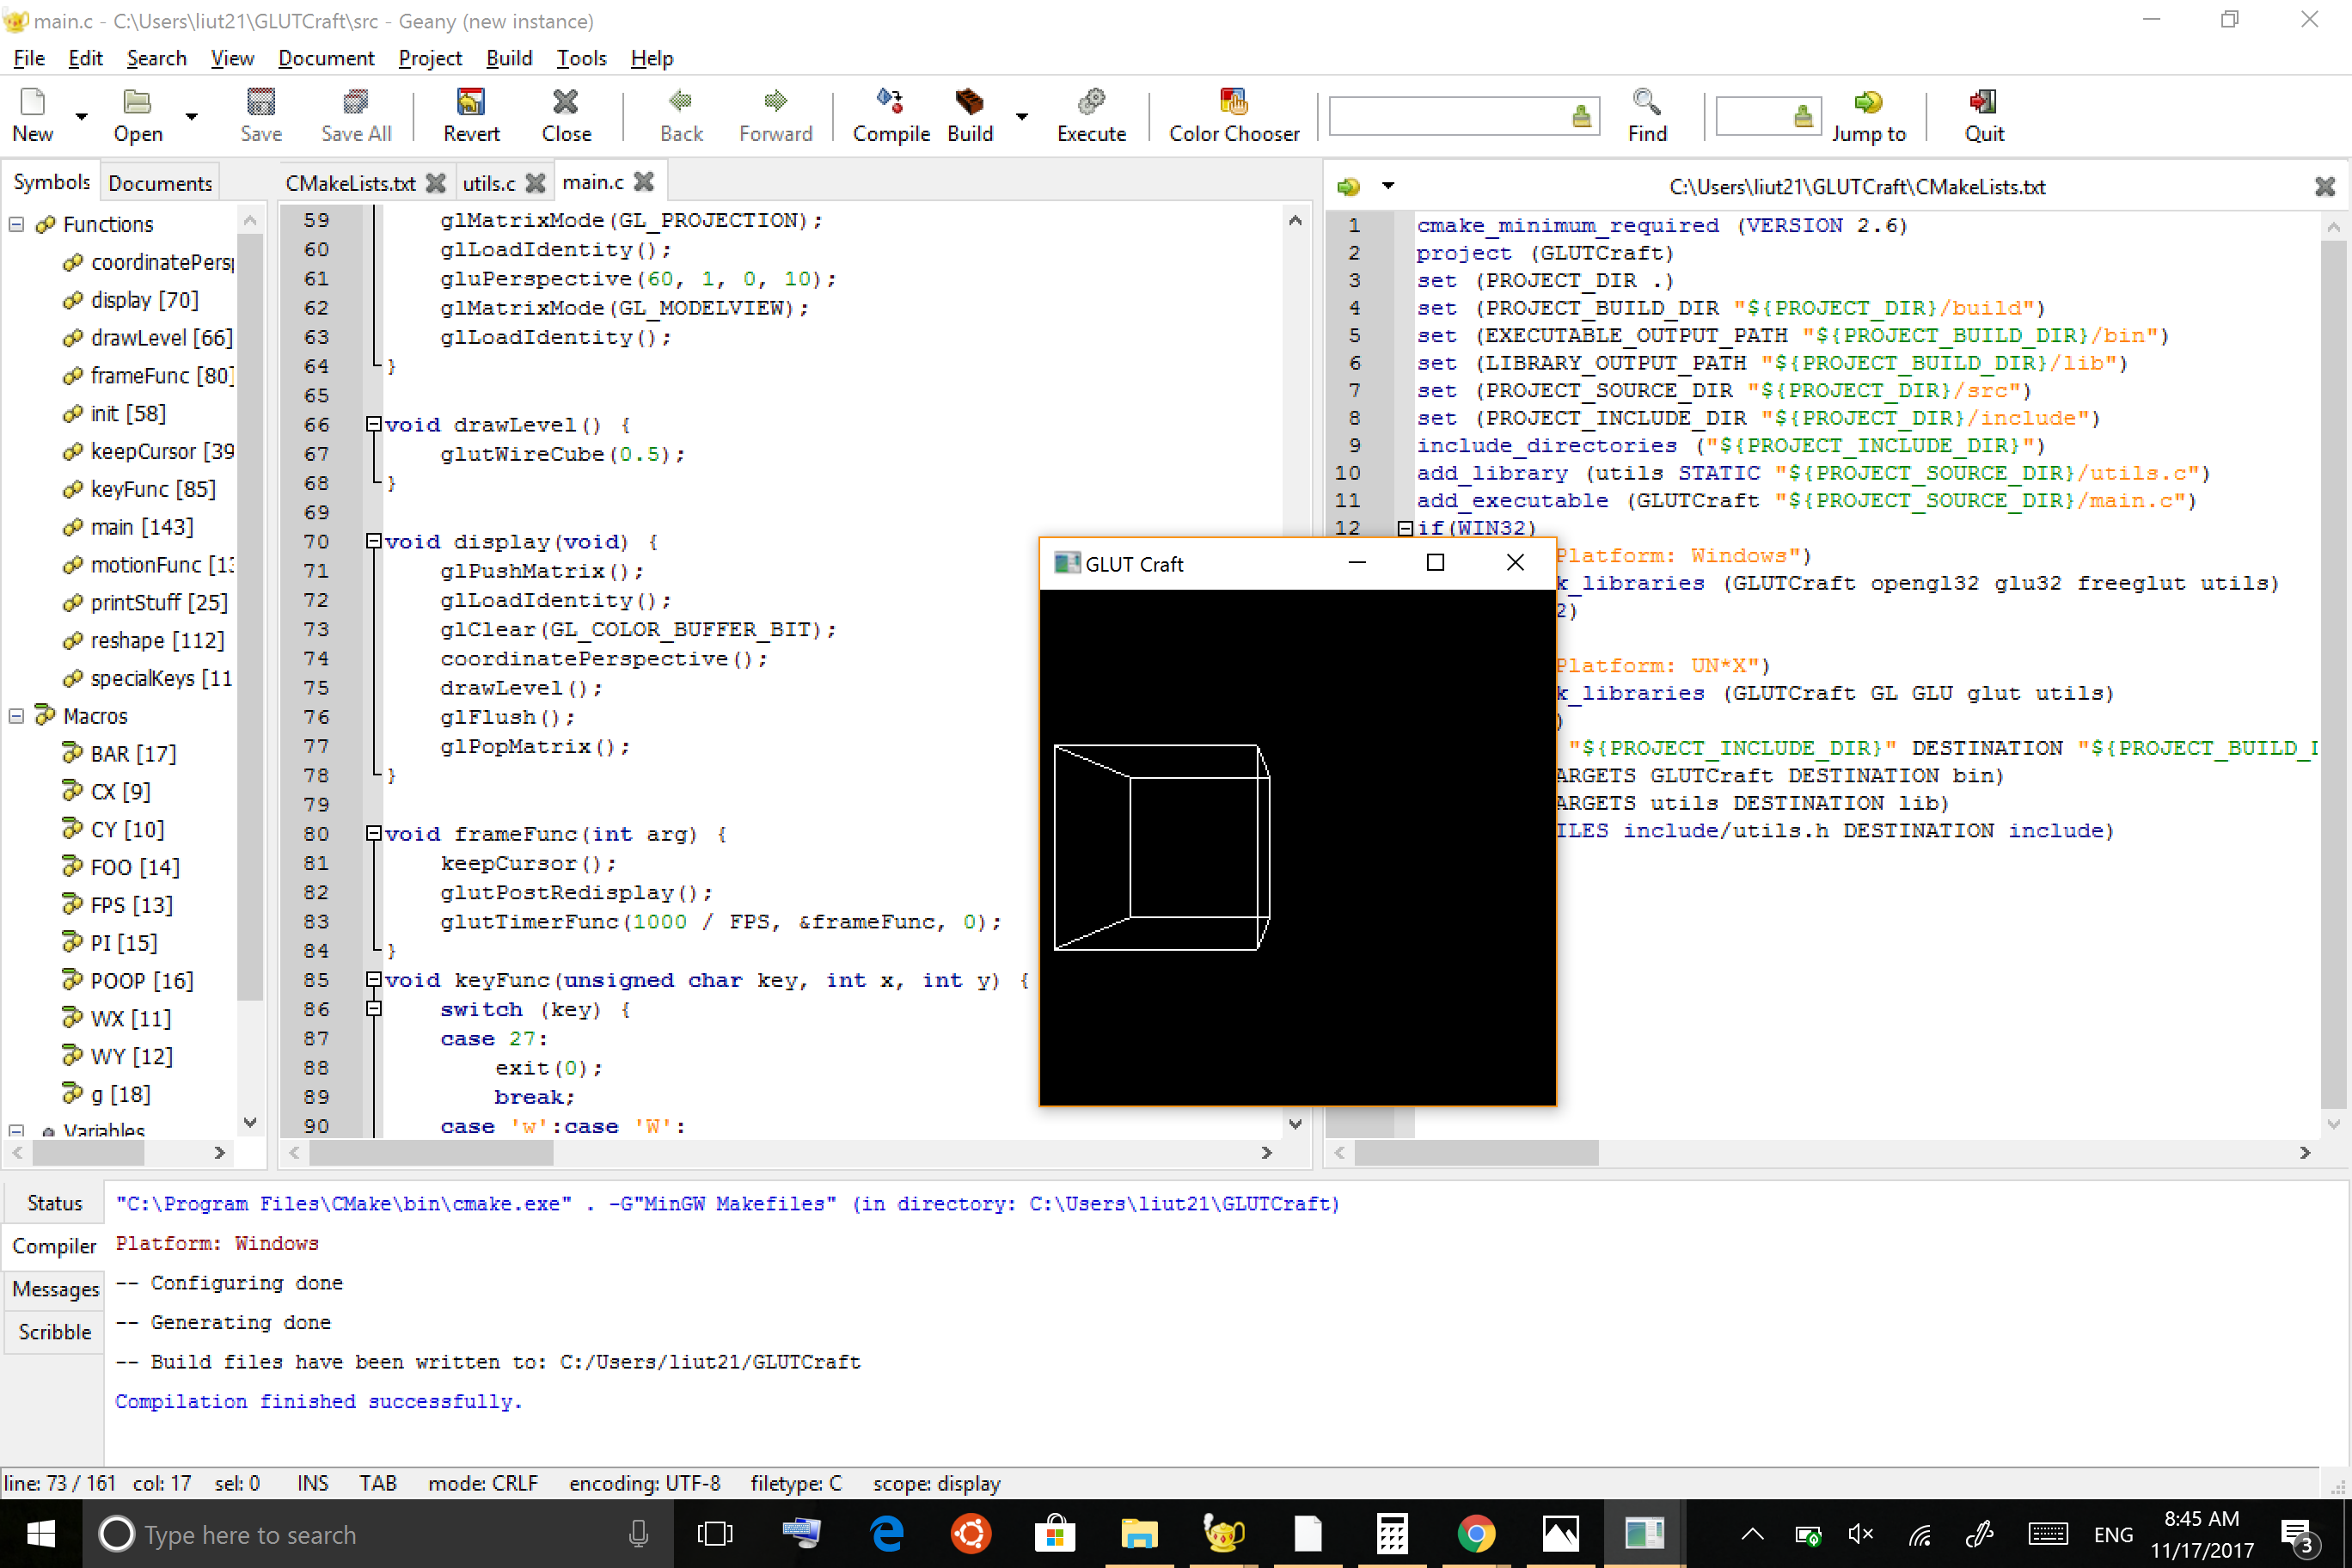 main.c - C:\Users\liut21\GLUTCraft\src - Geany (new instance)
File Edit Search View Document Project Build Tools Help
New Open Save Save All Revert Close Back Forward Compile Build Execute Color Chooser Find Jump to Quit
Symbols Documents
Functions
coordinatePersp
display [70]
drawLevel [66]
frameFunc [80]
init [58]
keepCursor [39
keyFunc [85]
main [143]
motionFunc [13
printStuff [25]
reshape [112]
specialKeys [11
Macros
BAR [17]
CX [9]
CY [10]
FOO [14]
FPS [13]
PI [15]
POOP [16]
WX [11]
WY [12]
g [18]
Variables
CMakeLists.txt utils.c main.c
59 glMatrixMode(GL_PROJECTION);
60 glLoadIdentity();
61 gluPerspective(60, 1, 0, 10);
62 glMatrixMode(GL_MODELVIEW);
63 glLoadIdentity();
64 }
65
66 void drawLevel() {
67 glutWireCube(0.5);
68 }
69
70 void display(void) {
71 glPushMatrix();
72 glLoadIdentity();
73 glClear(GL_COLOR_BUFFER_BIT);
74 coordinatePerspective();
75 drawLevel();
76 glFlush();
77 glPopMatrix();
78 }
79
80 void frameFunc(int arg) {
81 keepCursor();
82 glutPostRedisplay();
83 glutTimerFunc(1000 / FPS, &frameFunc, 0);
84 }
85 void keyFunc(unsigned char key, int x, int y) {
86 switch (key) {
87 case 27:
88 exit(0);
89 break;
90 case 'w':case 'W':
C:\Users\liut21\GLUTCraft\CMakeLists.txt
1 cmake_minimum_required (VERSION 2.6)
2 project (GLUTCraft)
3 set (PROJECT_DIR .)
4 set (PROJECT_BUILD_DIR "${PROJECT_DIR}/build")
5 set (EXECUTABLE_OUTPUT_PATH "${PROJECT_BUILD_DIR}/bin")
6 set (LIBRARY_OUTPUT_PATH "${PROJECT_BUILD_DIR}/lib")
7 set (PROJECT_SOURCE_DIR "${PROJECT_DIR}/src")
8 set (PROJECT_INCLUDE_DIR "${PROJECT_DIR}/include")
9 include_directories ("${PROJECT_INCLUDE_DIR}")
10 add_library (utils STATIC "${PROJECT_SOURCE_DIR}/utils.c")
11 add_executable (GLUTCraft "${PROJECT_SOURCE_DIR}/main.c")
12 if(WIN32)
Platform: Windows")
k_libraries (GLUTCraft opengl32 glu32 freeglut utils)
2)
Platform: UN*X")
k_libraries (GLUTCraft GL GLU glut utils)
)
"${PROJECT_INCLUDE_DIR}" DESTINATION "${PROJECT_BUILD_I
ARGETS GLUTCraft DESTINATION bin)
ARGETS utils DESTINATION lib)
ILES include/utils.h DESTINATION include)
GLUT Craft
Status
Compiler
Messages
Scribble
"C:\Program Files\CMake\bin\cmake.exe" . -G"MinGW Makefiles" (in directory: C:\Users\liut21\GLUTCraft)
Platform: Windows
-- Configuring done
-- Generating done
-- Build files have been written to: C:/Users/liut21/GLUTCraft
Compilation finished successfully.
line: 73 / 161 col: 17 sel: 0 INS TAB mode: CRLF encoding: UTF-8 filetype: C scope: display
Type here to search
ENG
8:45 AM
11/17/2017
3